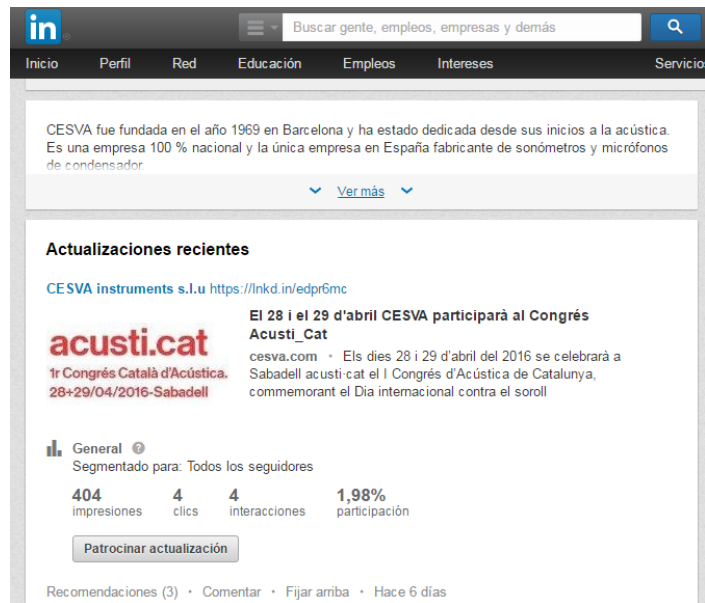 in
Buscar gente, empleos, empresas y demás
Inicio Perfil Red Educación Empleos Intereses Servicio
CESVA fue fundada en el año 1969 en Barcelona y ha estado dedicada desde sus inicios a la acústica.
Es una empresa 100 % nacional y la única empresa en España fabricante de sonómetros y micrófonos
de condensador.
Ver más
Actualizaciones recientes
CESVA instruments s.l.u https://lnkd.in/edpr6mc
acusti.cat
1r Congrés Català d'Acústica.
28+29/04/2016-Sabadell
El 28 i el 29 d'abril CESVA participarà al Congrés
Acusti_Cat
cesva.com · Els dies 28 i 29 d'abril del 2016 se celebrarà a
Sabadell acusti·cat el I Congrés d'Acústica de Catalunya,
commemorant el Dia internacional contra el soroll
General ?
Segmentado para: Todos los seguidores
404 4 4 1,98%
impresiones clics interacciones participación
Patrocinar actualización
Recomendaciones (3) · Comentar · Fijar arriba · Hace 6 días